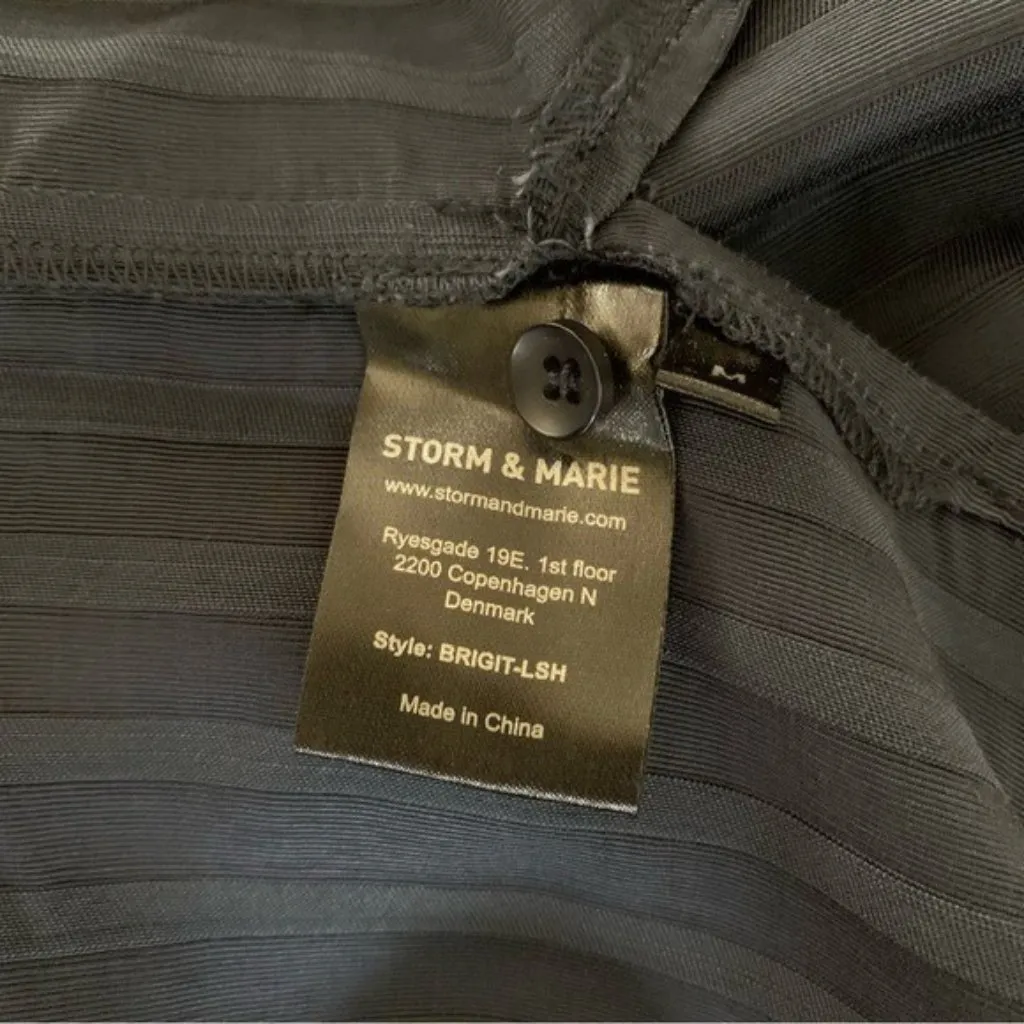 M
STORM & MARIE
www.stormandmarie.com
Ryesgade 19E. 1st floor
2200 Copenhagen N
Denmark
Style: BRIGIT-LSH
Made in China